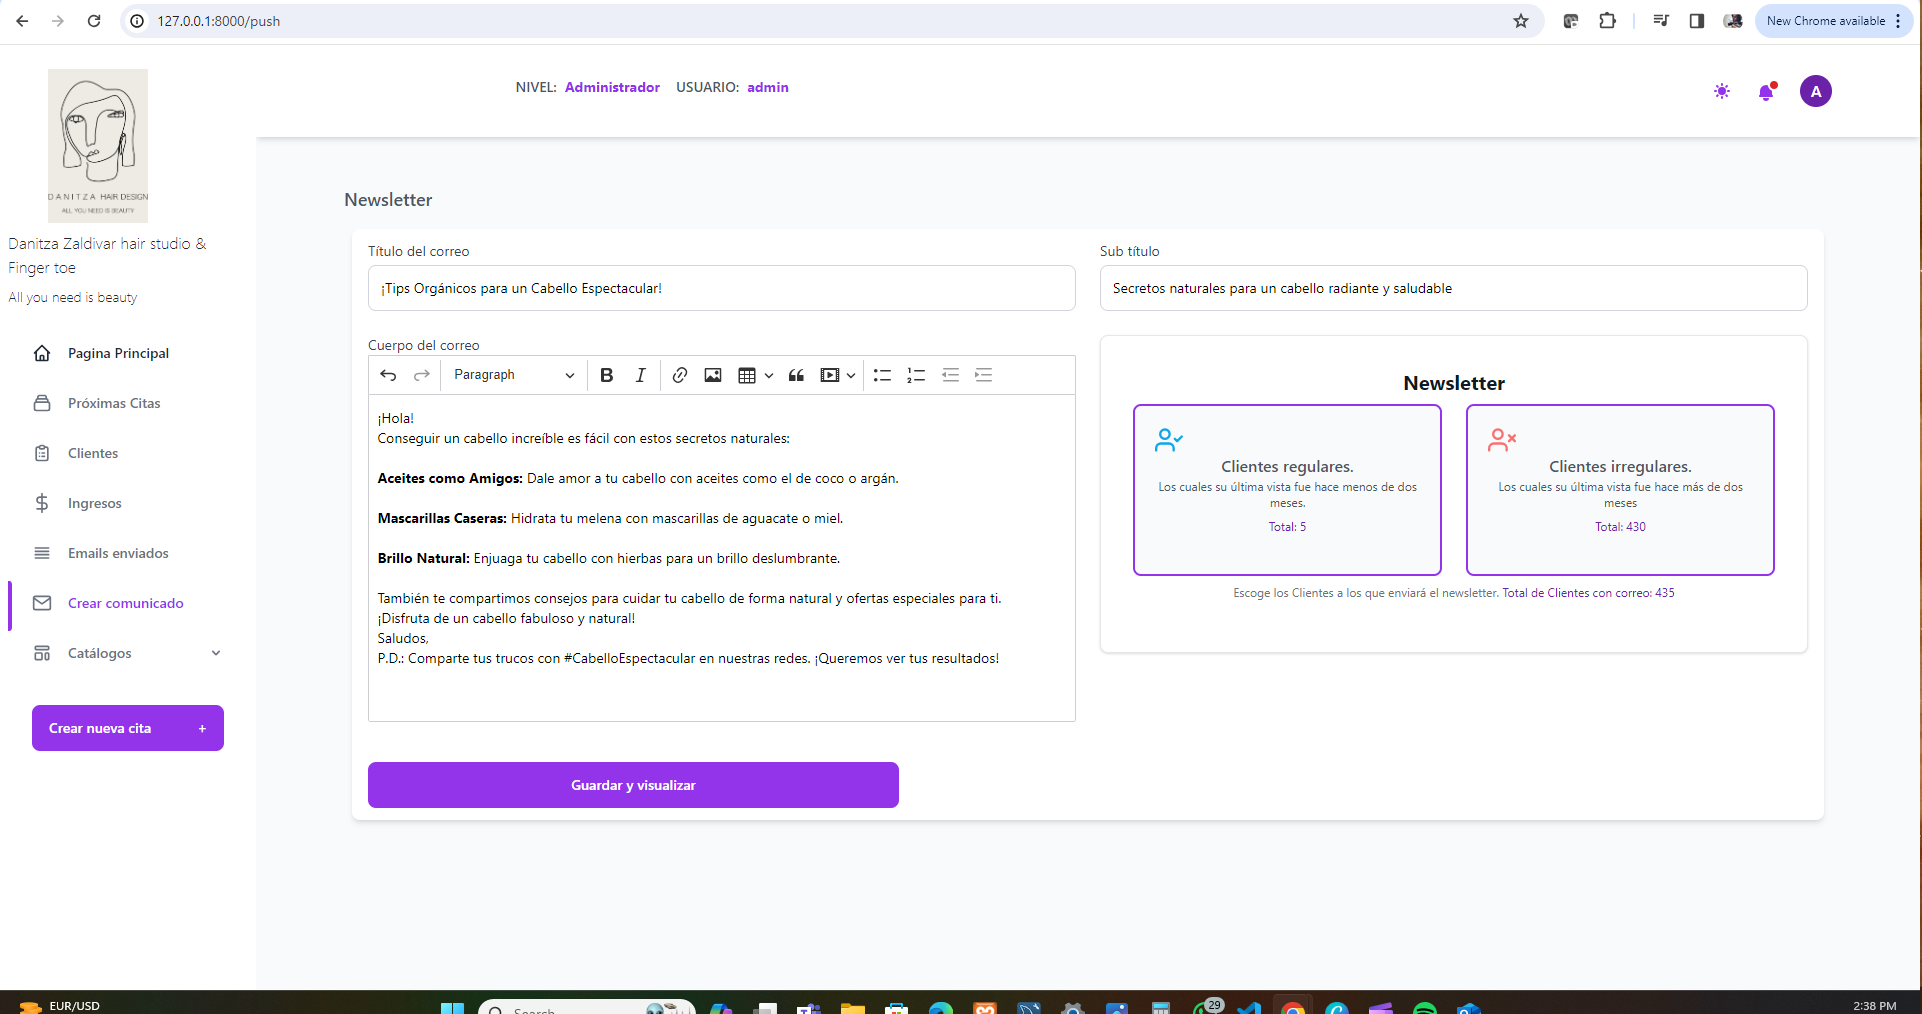 127.0.0.1:8000/push
New Chrome available
DANITZA HAIR DESIGN
ALL YOU NEED IS BEAUTY
Danitza Zaldivar hair studio &
Finger toe
All you need is beauty
Pagina Principal
Próximas Citas
Clientes
Ingresos
Emails enviados
Crear comunicado
Catálogos
Crear nueva cita +
NIVEL: Administrador USUARIO: admin
A
Newsletter
Título del correo
¡Tips Orgánicos para un Cabello Espectacular!
Sub título
Secretos naturales para un cabello radiante y saludable
Cuerpo del correo
Paragraph
¡Hola!
Conseguir un cabello increíble es fácil con estos secretos naturales:
Aceites como Amigos: Dale amor a tu cabello con aceites como el de coco o argán.
Mascarillas Caseras: Hidrata tu melena con mascarillas de aguacate o miel.
Brillo Natural: Enjuaga tu cabello con hierbas para un brillo deslumbrante.
También te compartimos consejos para cuidar tu cabello de forma natural y ofertas especiales para ti.
¡Disfruta de un cabello fabuloso y natural!
Saludos,
P.D.: Comparte tus trucos con #CabelloEspectacular en nuestras redes. ¡Queremos ver tus resultados!
Guardar y visualizar
Newsletter
Clientes regulares.
Los cuales su última vista fue hace menos de dos
meses.
Total: 5
Clientes irregulares.
Los cuales su última vista fue hace más de dos
meses
Total: 430
Escoge los Clientes a los que enviará el newsletter. Total de Clientes con correo: 435
EUR/USD
Search
29
2:38 PM